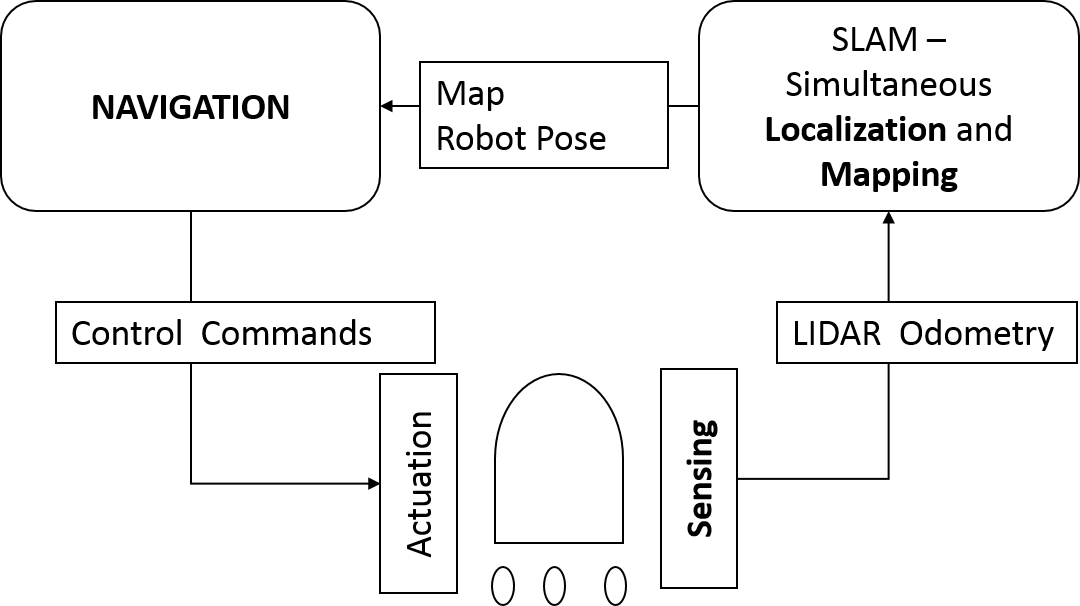 NAVIGATION
Map
Robot Pose
SLAM –
Simultaneous
Localization and
Mapping
Control  Commands
LIDAR  Odometry
Actuation
Sensing